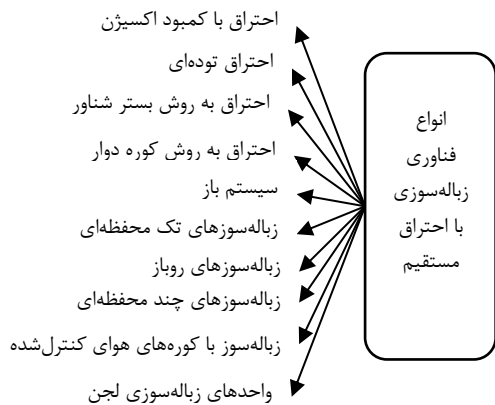 انواع
فناوری
زباله‌سوزی
با احتراق
مستقیم
احتراق با کمبود اکسیژن
احتراق توده‌ای
احتراق به روش بستر شناور
احتراق به روش کوره دوار
سیستم باز
زباله‌سوزهای تک محفظه‌ای
زباله‌سوزهای روباز
زباله‌سوزهای چند محفظه‌ای
زباله‌سوز با کوره‌های هوای کنترل‌شده
واحدهای زباله‌سوزی لجن